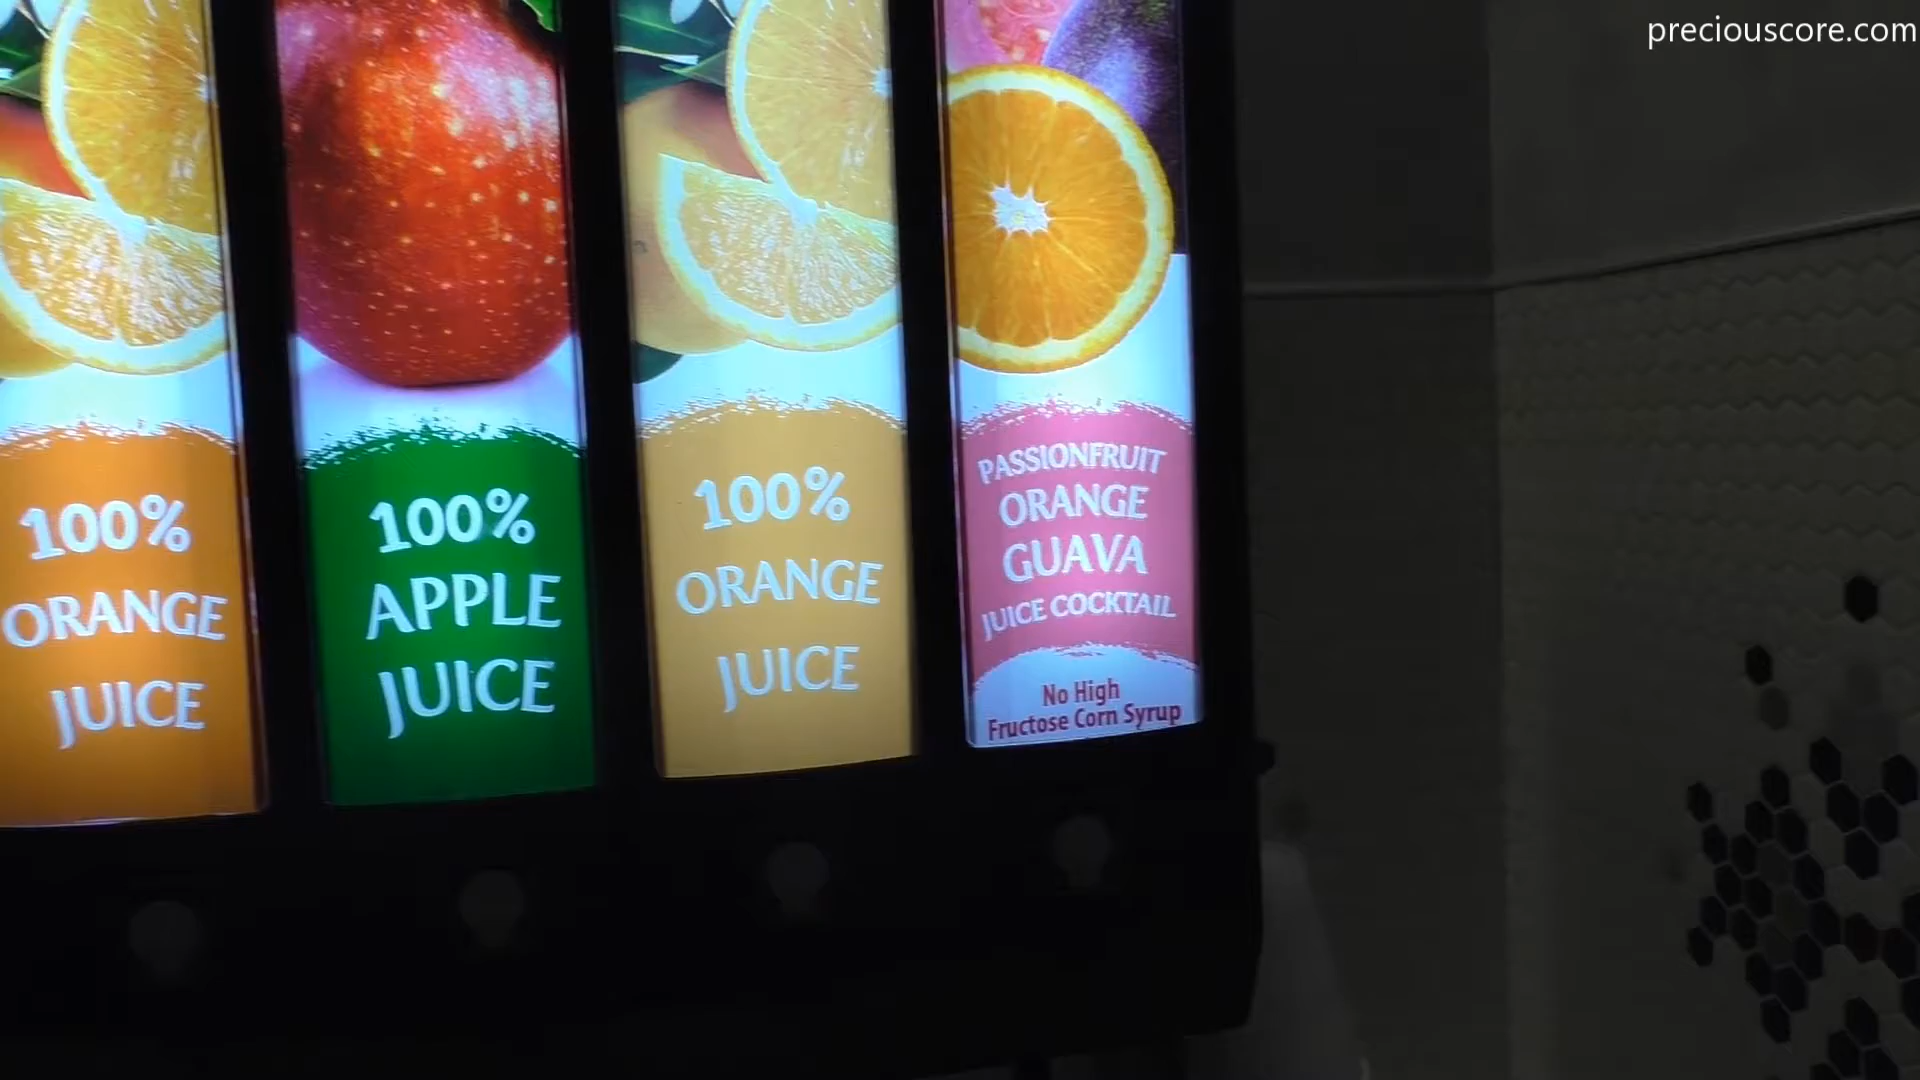 preciouscore.com
100%
ORANGE
JUICE
100%
APPLE
JUICE
100%
ORANGE
JUICE
PASSIONFRUIT
ORANGE
GUAVA
JUICE COCKTAIL
No High
Fructose Corn Syrup